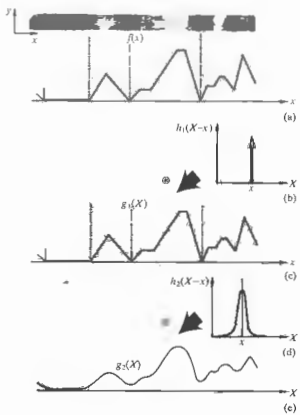 y
x
f(x)
x
(a)
h₁(X−x)
x
X
(b)
⊗
g₁(X)
x
(c)
h₂(X−x)
x
X
(d)
g₂(X)
X
(e)